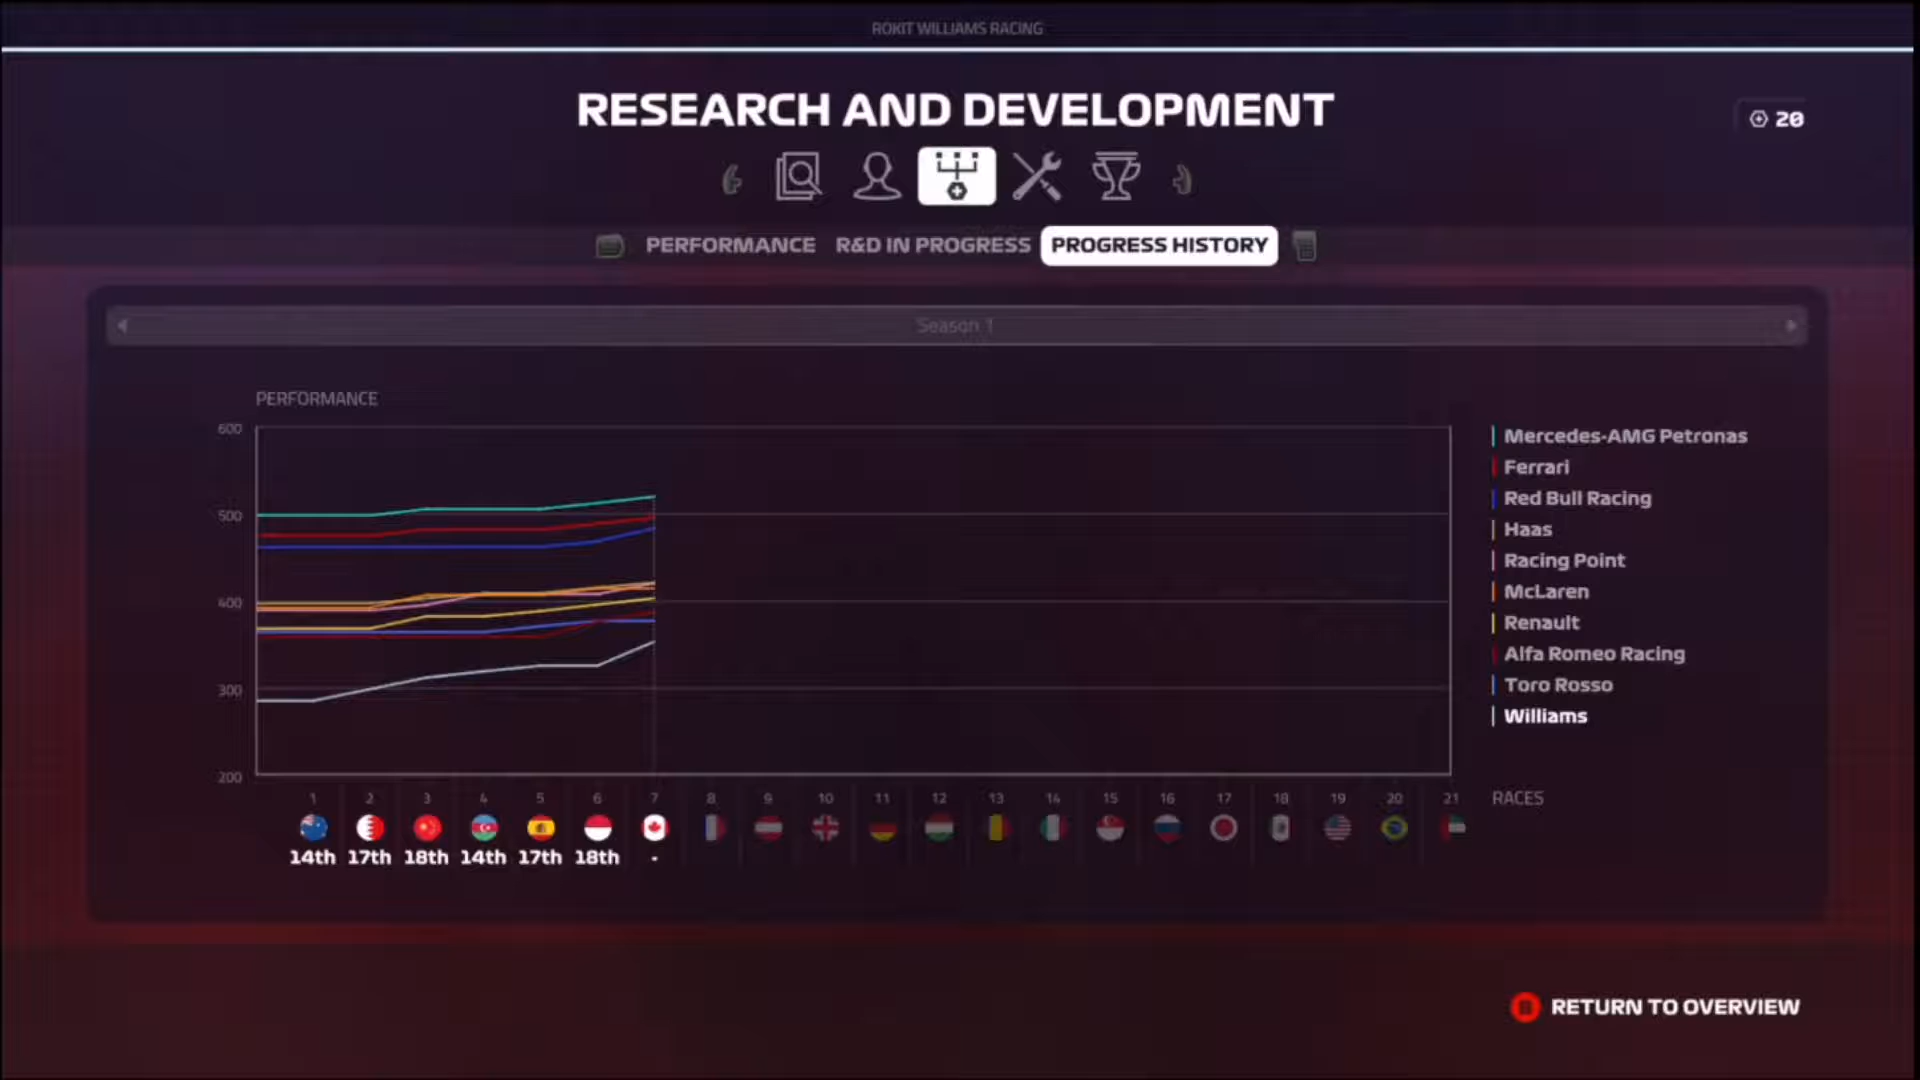 ROKIT WILLIAMS RACING
RESEARCH AND DEVELOPMENT
20
PERFORMANCE R&D IN PROGRESS PROGRESS HISTORY
Season 1
PERFORMANCE
600
500
400
300
200
Mercedes-AMG Petronas
Ferrari
Red Bull Racing
Haas
Racing Point
McLaren
Renault
Alfa Romeo Racing
Toro Rosso
Williams
1 2 3 4 5 6 7 8 9 10 11 12 13 14 15 16 17 18 19 20 21 RACES
14th 17th 18th 14th 17th 18th -
RETURN TO OVERVIEW